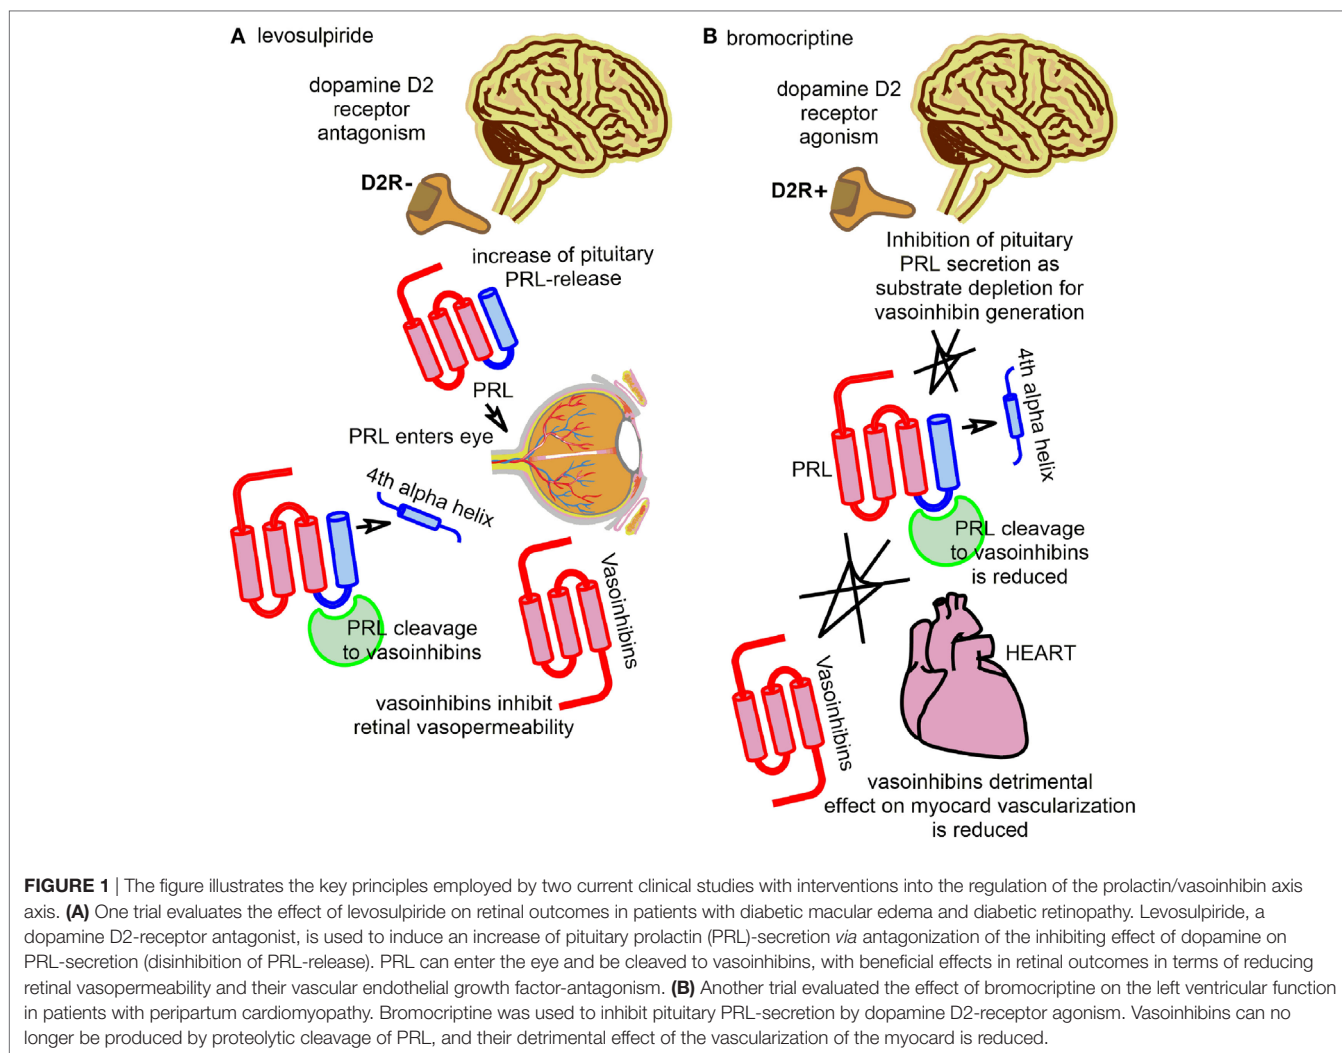 A levosulpiride
dopamine D2
receptor
antagonism
D2R-
increase of pituitary
PRL-release
PRL
PRL enters eye
4th alpha helix
PRL cleavage
to vasoinhibins
Vasoinhibins
vasoinhibins inhibit
retinal vasopermeability
B bromocriptine
dopamine D2
receptor
agonism
D2R+
Inhibition of pituitary
PRL secretion as
substrate depletion for
vasoinhibin generation
4th alpha helix
PRL
PRL cleavage
to vasoinhibins
is reduced
HEART
Vasoinhibins
vasoinhibins detrimental
effect on myocard vascularization
is reduced
FIGURE 1 | The figure illustrates the key principles employed by two current clinical studies with interventions into the regulation of the prolactin/vasoinhibin axis
axis. (A) One trial evaluates the effect of levosulpiride on retinal outcomes in patients with diabetic macular edema and diabetic retinopathy. Levosulpiride, a
dopamine D2-receptor antagonist, is used to induce an increase of pituitary prolactin (PRL)-secretion via antagonization of the inhibiting effect of dopamine on
PRL-secretion (disinhibition of PRL-release). PRL can enter the eye and be cleaved to vasoinhibins, with beneficial effects in retinal outcomes in terms of reducing
retinal vasopermeability and their vascular endothelial growth factor-antagonism. (B) Another trial evaluated the effect of bromocriptine on the left ventricular function
in patients with peripartum cardiomyopathy. Bromocriptine was used to inhibit pituitary PRL-secretion by dopamine D2-receptor agonism. Vasoinhibins can no
longer be produced by proteolytic cleavage of PRL, and their detrimental effect of the vascularization of the myocard is reduced.